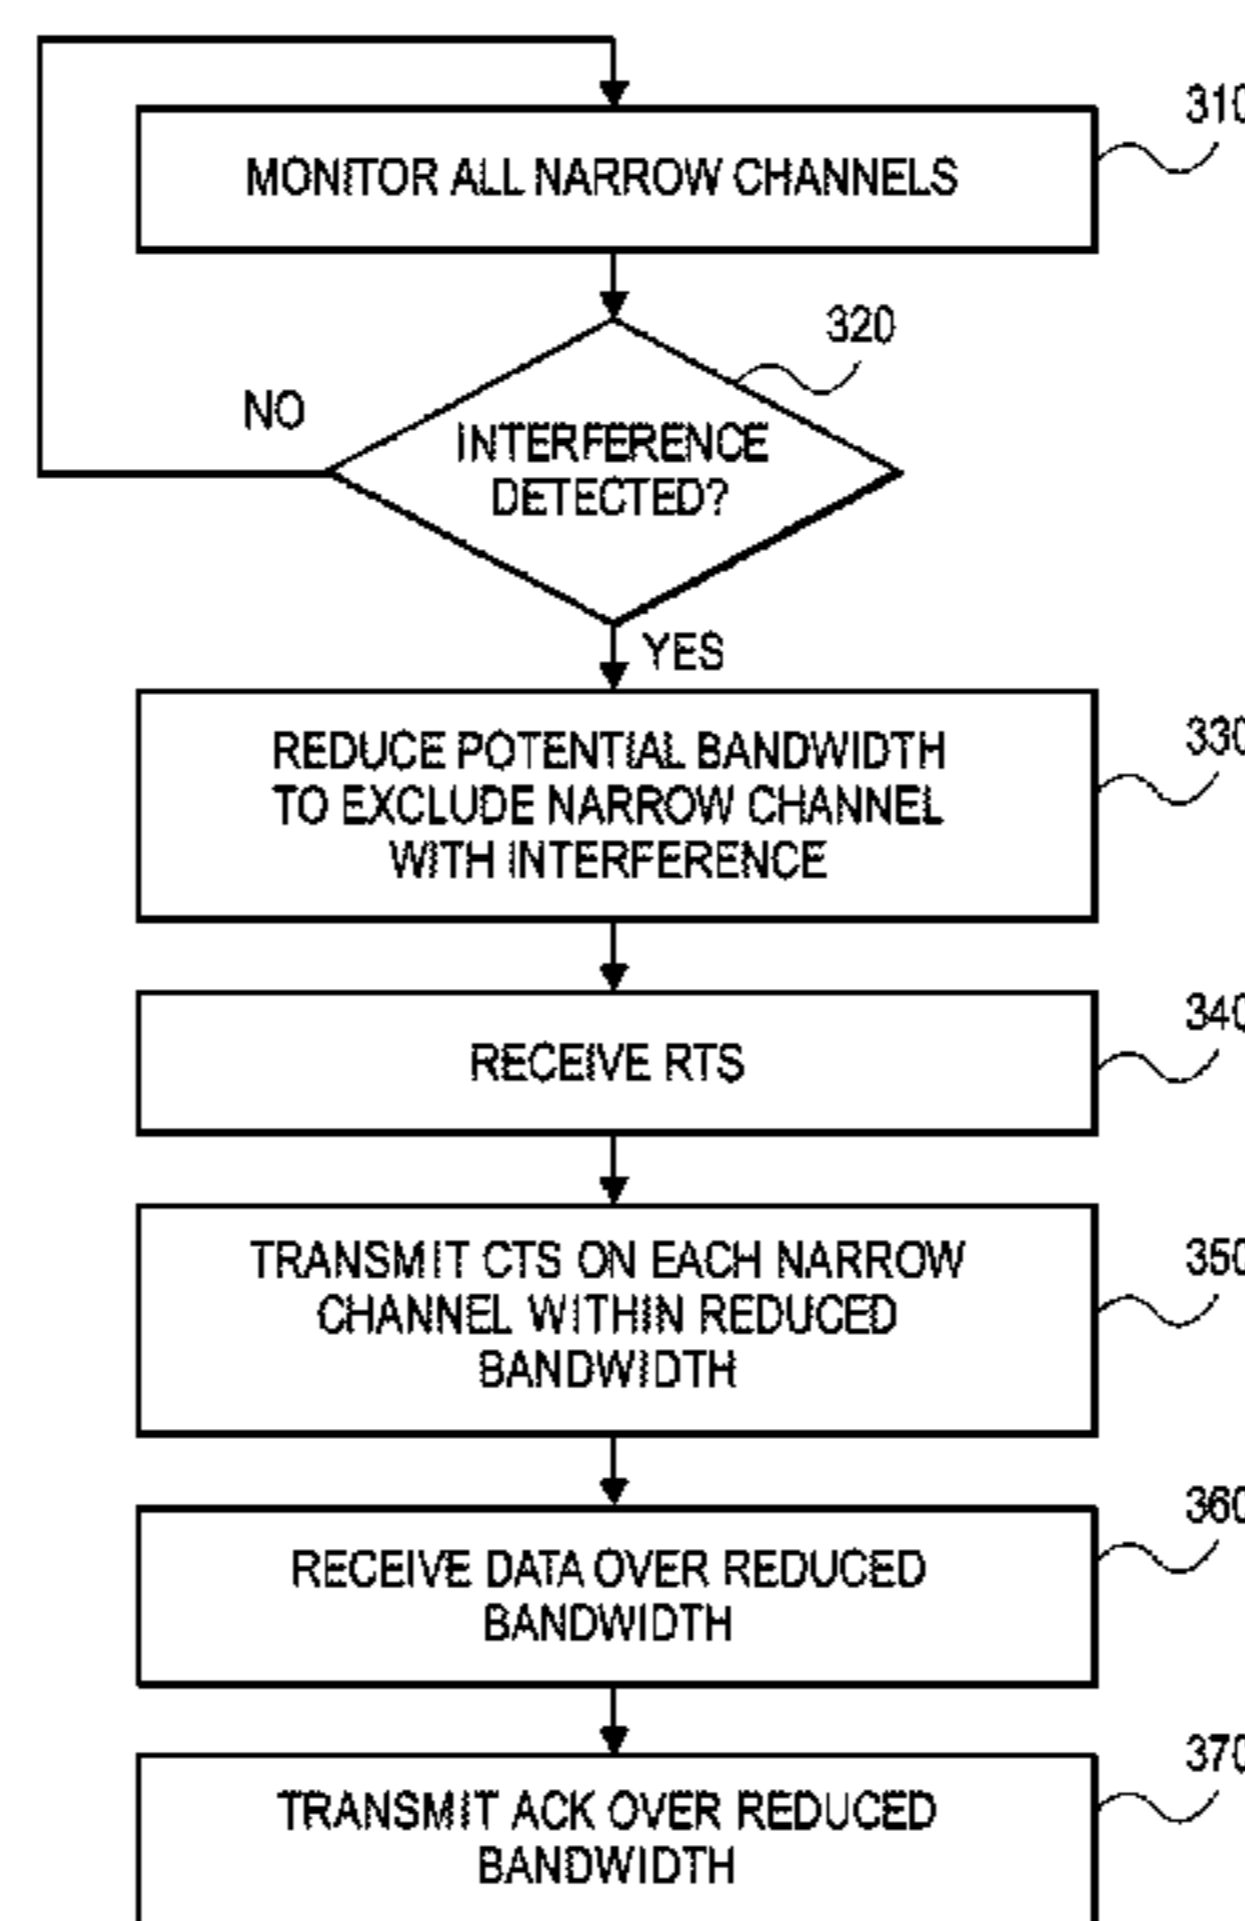 310
MONITOR ALL NARROW CHANNELS
320
NO
INTERFERENCE
DETECTED?
YES
330
REDUCE POTENTIAL BANDWIDTH
TO EXCLUDE NARROW CHANNEL
WITH INTERFERENCE
340
RECEIVE RTS
350
TRANSMIT CTS ON EACH NARROW
CHANNEL WITHIN REDUCED
BANDWIDTH
360
RECEIVE DATA OVER REDUCED
BANDWIDTH
370
TRANSMIT ACK OVER REDUCED
BANDWIDTH